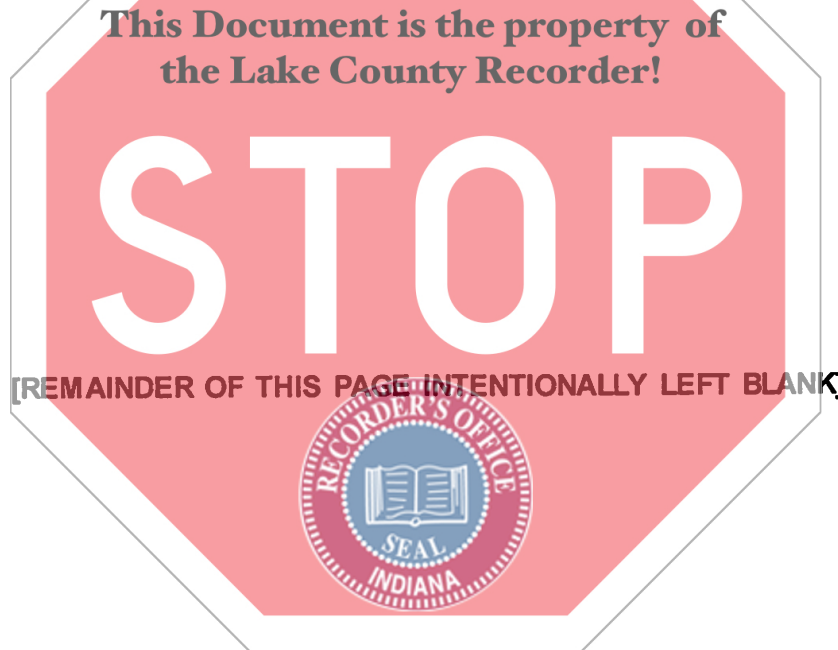 This Document is the property of
the Lake County Recorder!
STOP
[REMAINDER OF THIS PAGE INTENTIONALLY LEFT BLANK]
RECORDER'S OFFICE
SEAL
INDIANA